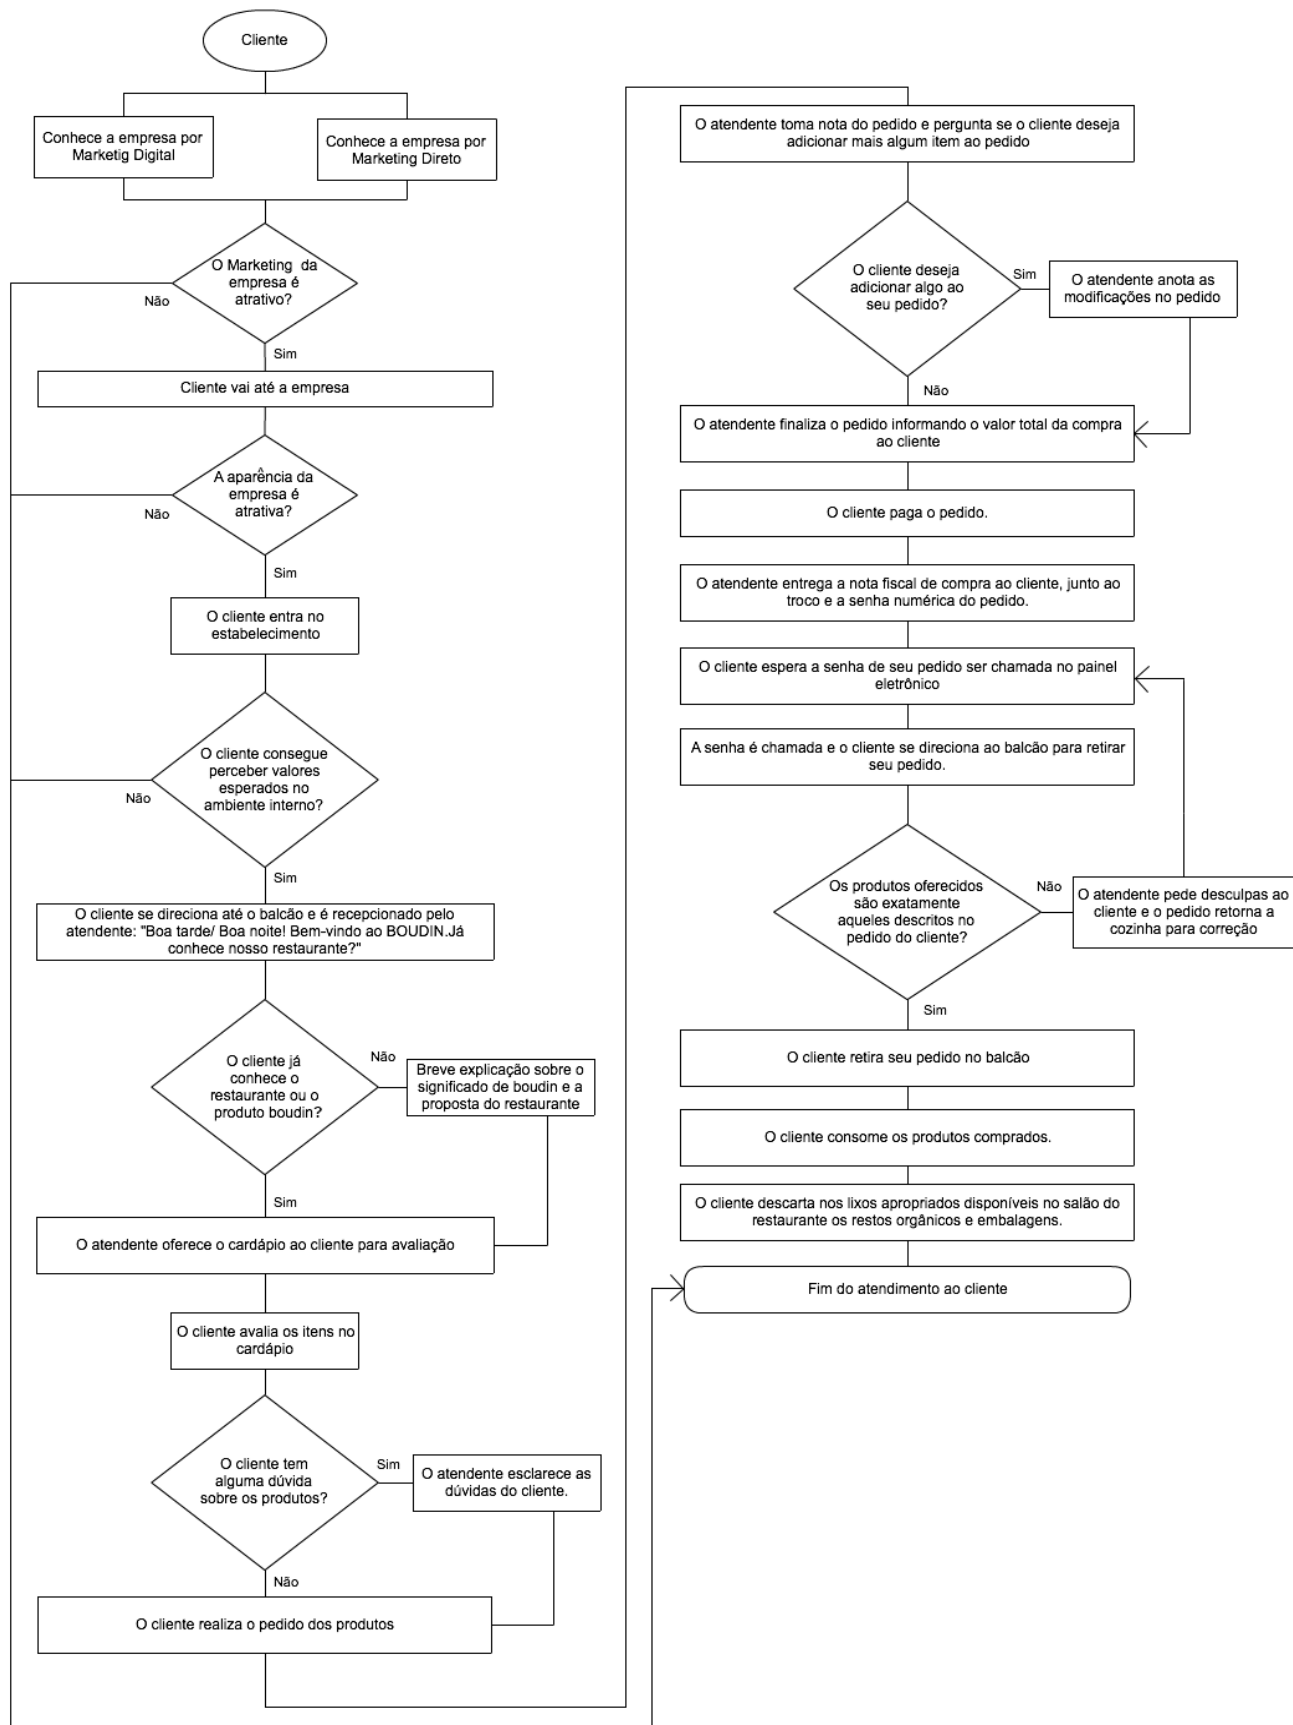 Cliente
Conhece a empresa por
Marketig Digital
Conhece a empresa por
Marketing Direto
O Marketing da
empresa é
atrativo?
Não
Sim
Cliente vai até a empresa
A aparência da
empresa é
atrativa?
Não
Sim
O cliente entra no
estabelecimento
O cliente consegue
perceber valores
esperados no
ambiente interno?
Não
Sim
O cliente se direciona até o balcão e é recepcionado pelo
atendente: "Boa tarde/ Boa noite! Bem-vindo ao BOUDIN.Já
conhece nosso restaurante?"
O cliente já
conhece o
restaurante ou o
produto boudin?
Não
Breve explicação sobre o
significado de boudin e a
proposta do restaurante
Sim
O atendente oferece o cardápio ao cliente para avaliação
O cliente avalia os itens no
cardápio
O cliente tem
alguma dúvida
sobre os produtos?
Sim
O atendente esclarece as
dúvidas do cliente.
Não
O cliente realiza o pedido dos produtos
O atendente toma nota do pedido e pergunta se o cliente deseja
adicionar mais algum item ao pedido
O cliente deseja
adicionar algo ao
seu pedido?
Sim
O atendente anota as
modificações no pedido
Não
O atendente finaliza o pedido informando o valor total da compra
ao cliente
O cliente paga o pedido.
O atendente entrega a nota fiscal de compra ao cliente, junto ao
troco e a senha numérica do pedido.
O cliente espera a senha de seu pedido ser chamada no painel
eletrônico
A senha é chamada e o cliente se direciona ao balcão para retirar
seu pedido.
Os produtos oferecidos
são exatamente
aqueles descritos no
pedido do cliente?
Não
O atendente pede desculpas ao
cliente e o pedido retorna a
cozinha para correção
Sim
O cliente retira seu pedido no balcão
O cliente consome os produtos comprados.
O cliente descarta nos lixos apropriados disponíveis no salão do
restaurante os restos orgânicos e embalagens.
Fim do atendimento ao cliente